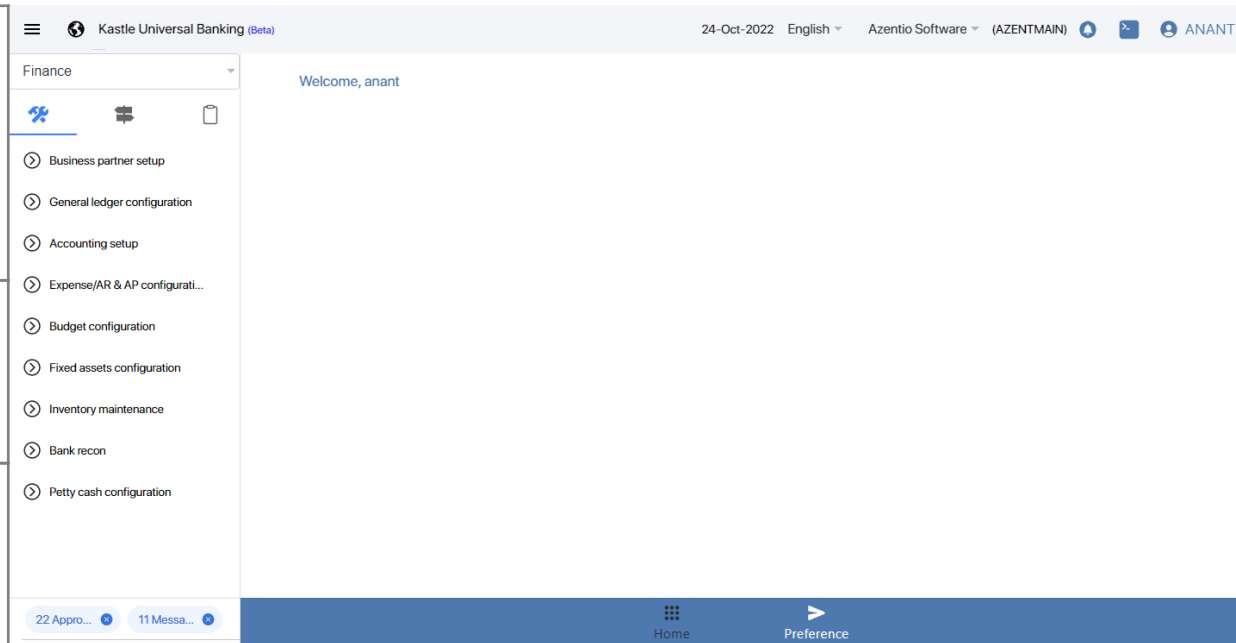 Kastle Universal Banking (Beta) 24-Oct-2022 English Azentio Software (AZENTMAIN) ANANT
Finance
Welcome, anant
Business partner setup
General ledger configuration
Accounting setup
Expense/AR & AP configurati...
Budget configuration
Fixed assets configuration
Inventory maintenance
Bank recon
Petty cash configuration
22 Appro... 11 Messa...
Home Preference